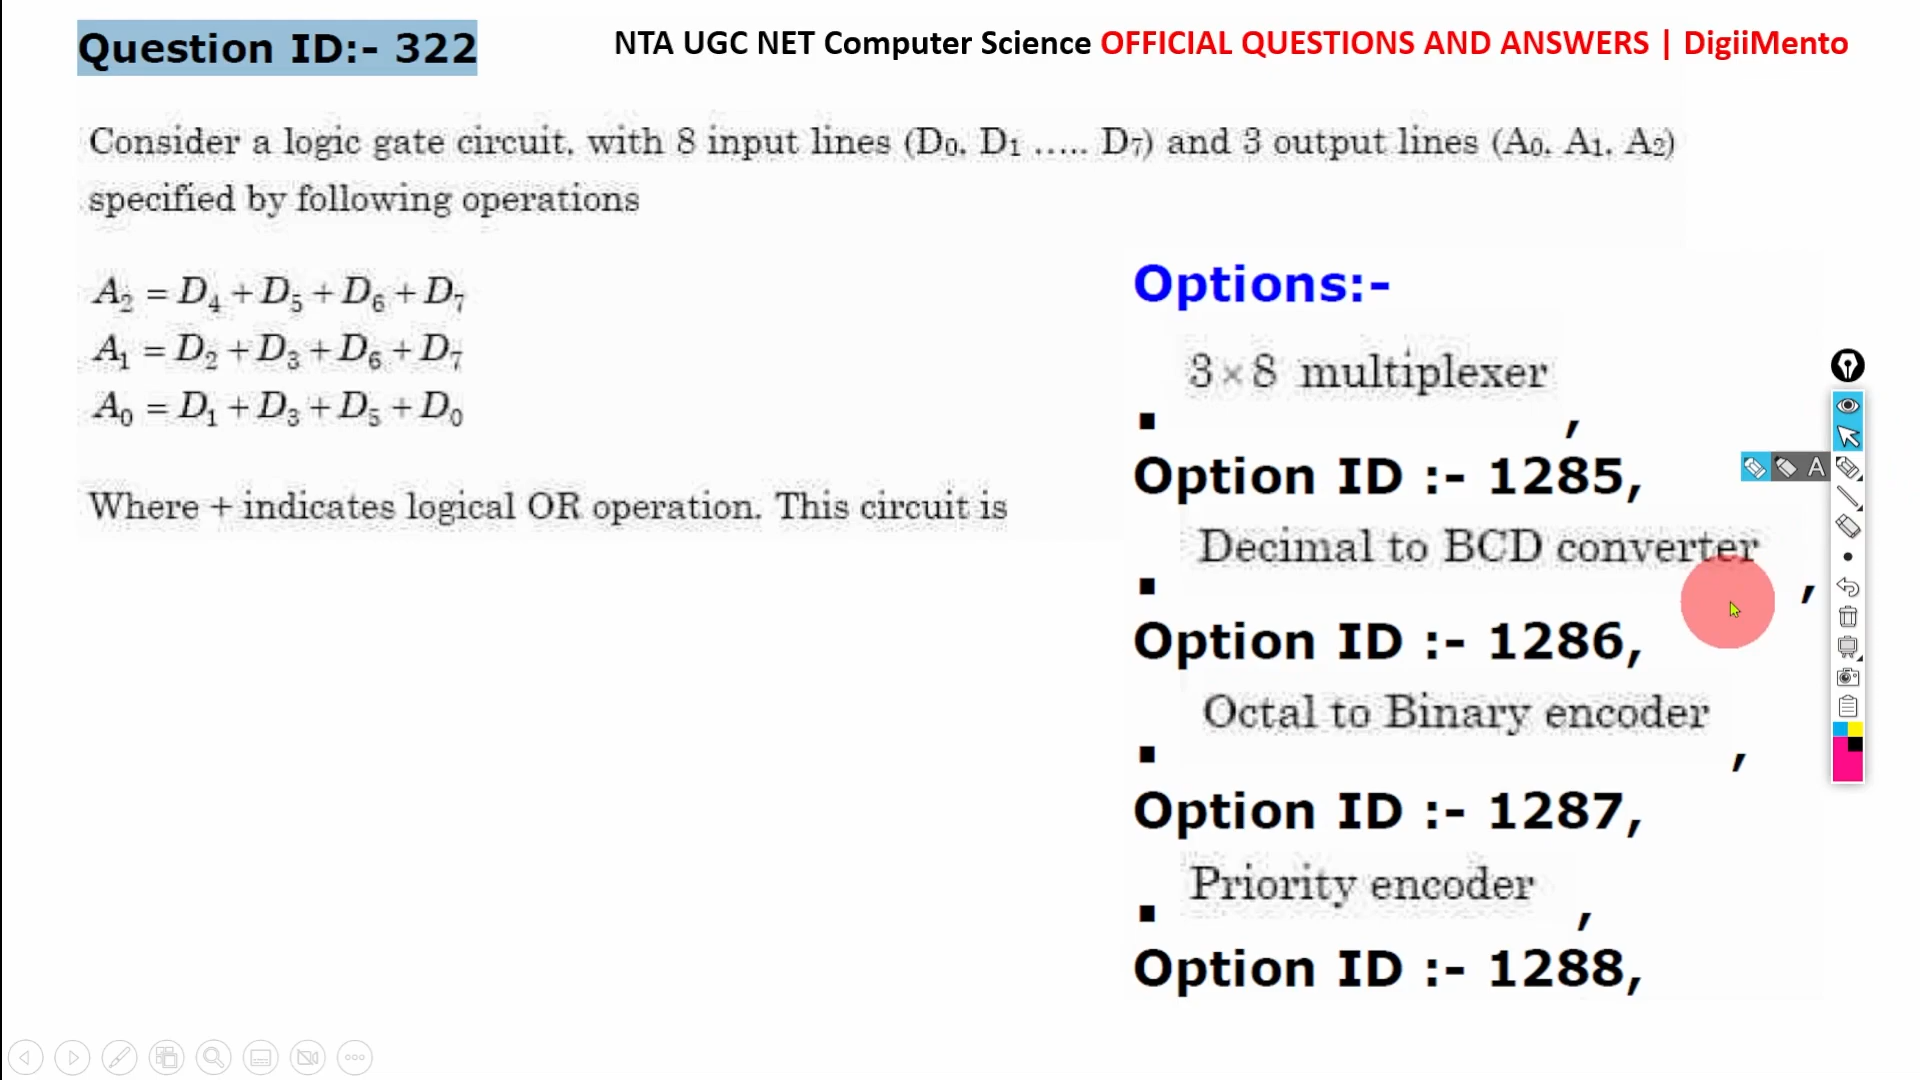 Question ID:- 322
NTA UGC NET Computer Science OFFICIAL QUESTIONS AND ANSWERS | DigiiMento
Consider a logic gate circuit, with 8 input lines (D₀, D₁ ..... D₇) and 3 output lines (A₀, A₁, A₂)
specified by following operations
A₂ = D₄ + D₅ + D₆ + D₇
A₁ = D₂ + D₃ + D₆ + D₇
A₀ = D₁ + D₃ + D₅ + D₀
Where + indicates logical OR operation. This circuit is
Options:-
▪ 3 × 8 multiplexer ,
Option ID :- 1285,
▪ Decimal to BCD converter ,
Option ID :- 1286,
▪ Octal to Binary encoder ,
Option ID :- 1287,
▪ Priority encoder ,
Option ID :- 1288,
A